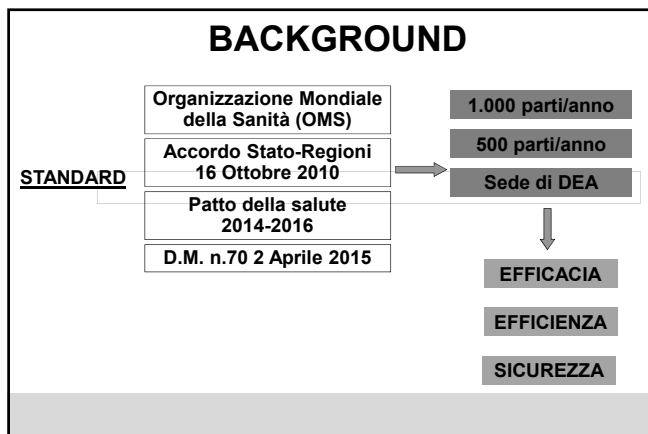 BACKGROUND
STANDARD
Organizzazione Mondiale
della Sanità (OMS)
Accordo Stato-Regioni
16 Ottobre 2010
Patto della salute
2014-2016
D.M. n.70 2 Aprile 2015
1.000 parti/anno
500 parti/anno
Sede di DEA
EFFICACIA
EFFICIENZA
SICUREZZA